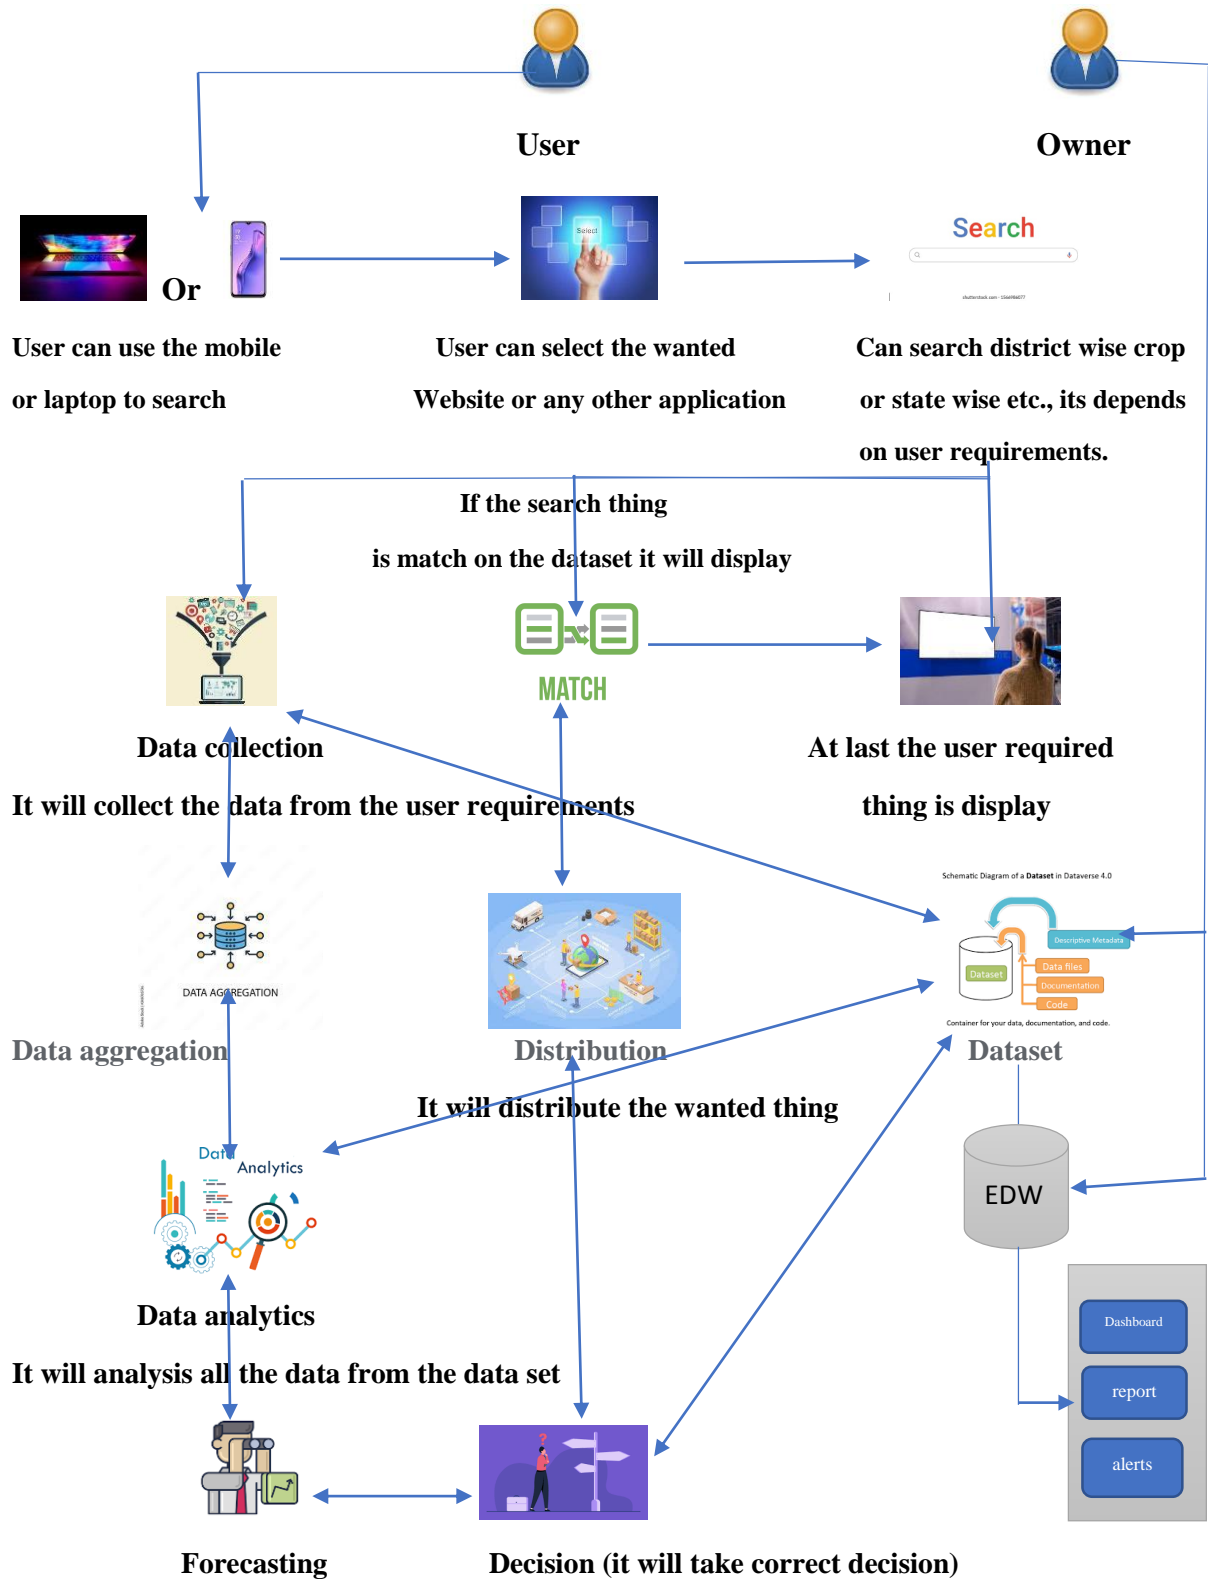 User
Owner
Select
Search
shutterstock.com · 1566986077
Or
User can use the mobile
or laptop to search
User can select the wanted
Website or any other application
Can search district wise crop
or state wise etc., its depends
on user requirements.
If the search thing
is match on the dataset it will display
MATCH
Data collection
It will collect the data from the user requirements
At last the user required
thing is display
DATA AGGREGATION
Data aggregation
Distribution
It will distribute the wanted thing
Schematic Diagram of a Dataset in Dataverse 4.0
Descriptive Metadata
Dataset
Data files
Documentation
Code
Container for your data, documentation, and code.
Dataset
EDW
Data
Analytics
Data analytics
It will analysis all the data from the data set
Dashboard
report
alerts
?
Forecasting
Decision (it will take correct decision)